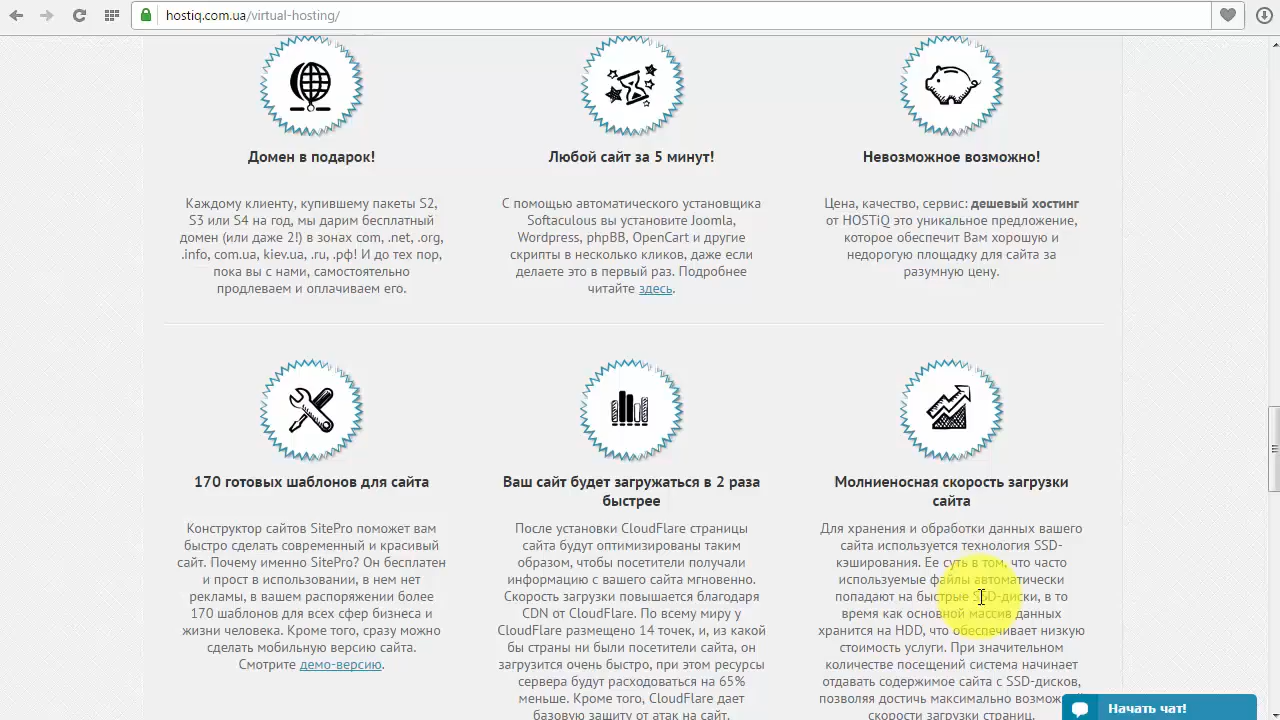 hostiq.com.ua/virtual-hosting/
Домен в подарок!
Каждому клиенту, купившему пакеты S2,
S3 или S4 на год, мы дарим бесплатный
домен (или даже 2!) в зонах com, .net, .org,
.info, com.ua, kiev.ua, .ru, .рф! И до тех пор,
пока вы с нами, самостоятельно
продлеваем и оплачиваем его.
Любой сайт за 5 минут!
С помощью автоматического установщика
Softaculous вы установите Joomla,
Wordpress, phpBB, OpenCart и другие
скрипты в несколько кликов, даже если
делаете это в первый раз. Подробнее
читайте здесь.
Невозможное возможно!
Цена, качество, сервис: дешевый хостинг
от HOSTiQ это уникальное предложение,
которое обеспечит Вам хорошую и
недорогую площадку для сайта за
разумную цену.
170 готовых шаблонов для сайта
Конструктор сайтов SitePro поможет вам
быстро сделать современный и красивый
сайт. Почему именно SitePro? Он бесплатен
и прост в использовании, в нем нет
рекламы, в вашем распоряжении более
170 шаблонов для всех сфер бизнеса и
жизни человека. Кроме того, сразу можно
сделать мобильную версию сайта.
Смотрите демо-версию.
Ваш сайт будет загружаться в 2 раза
быстрее
После установки CloudFlare страницы
сайта будут оптимизированы таким
образом, чтобы посетители получали
информацию с вашего сайта мгновенно.
Скорость загрузки повышается благодаря
CDN от CloudFlare. По всему миру у
CloudFlare размещено 14 точек, и, из какой
бы страны ни были посетители сайта, он
загрузится очень быстро, при этом ресурсы
сервера будут расходоваться на 65%
меньше. Кроме того, CloudFlare дает
базовую защиту от атак на сайт.
Молниеносная скорость загрузки
сайта
Для хранения и обработки данных вашего
сайта используется технология SSD-
кэширования. Ее суть в том, что часто
используемые файлы автоматически
попадают на быстрые SSD-диски, в то
время как основной массив данных
хранится на HDD, что обеспечивает низкую
стоимость услуги. При значительном
количестве посещений система начинает
отдавать содержимое сайта с SSD-дисков,
позволяя достичь максимально
скорости загрузки страниц.
Начать чат!